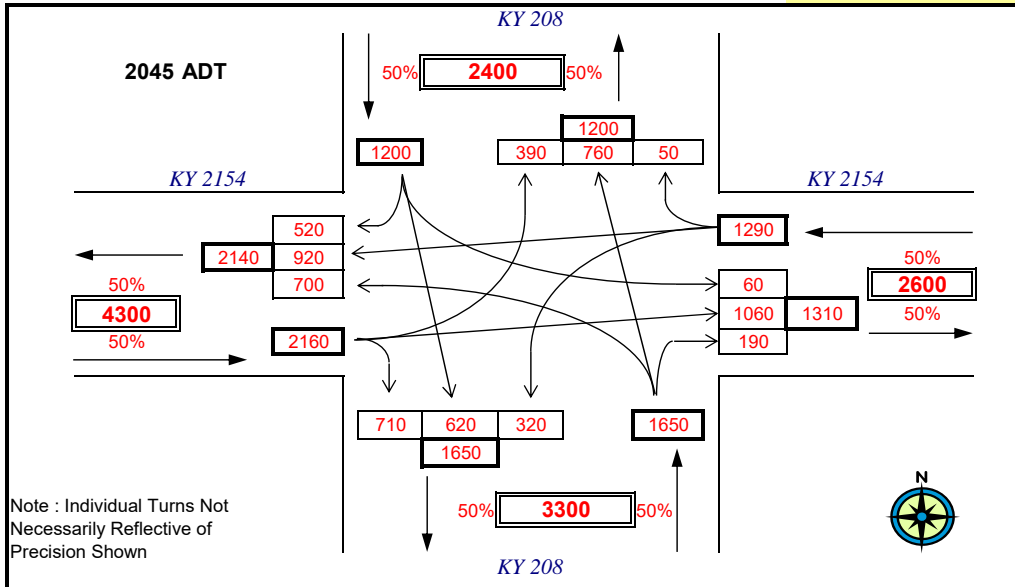 KY 208
2045 ADT
50% 2400 50%
1200
1200 390 760 50
KY 2154 KY 2154
520
2140 920
700
1290
50%
4300
50%
2160
50%
2600
50%
60
1060 1310
190
710 620 320
1650
1650
Note : Individual Turns Not
Necessarily Reflective of
Precision Shown
50% 3300 50%
N
KY 208